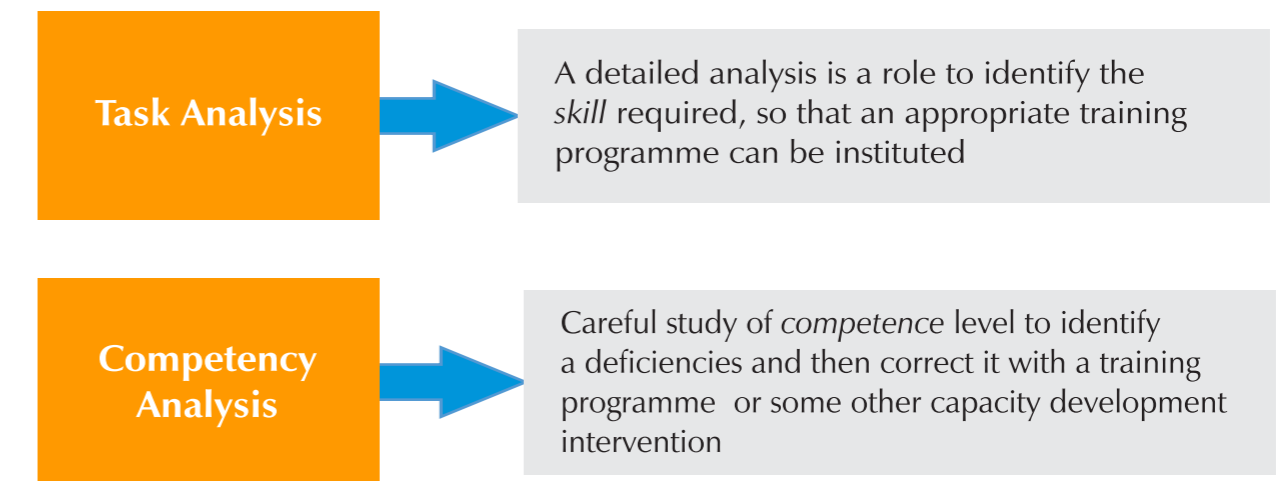 Task Analysis
A detailed analysis is a role to identify the
skill required, so that an appropriate training
programme can be instituted
Competency
Analysis
Careful study of competence level to identify
a deficiencies and then correct it with a training
programme or some other capacity development
intervention